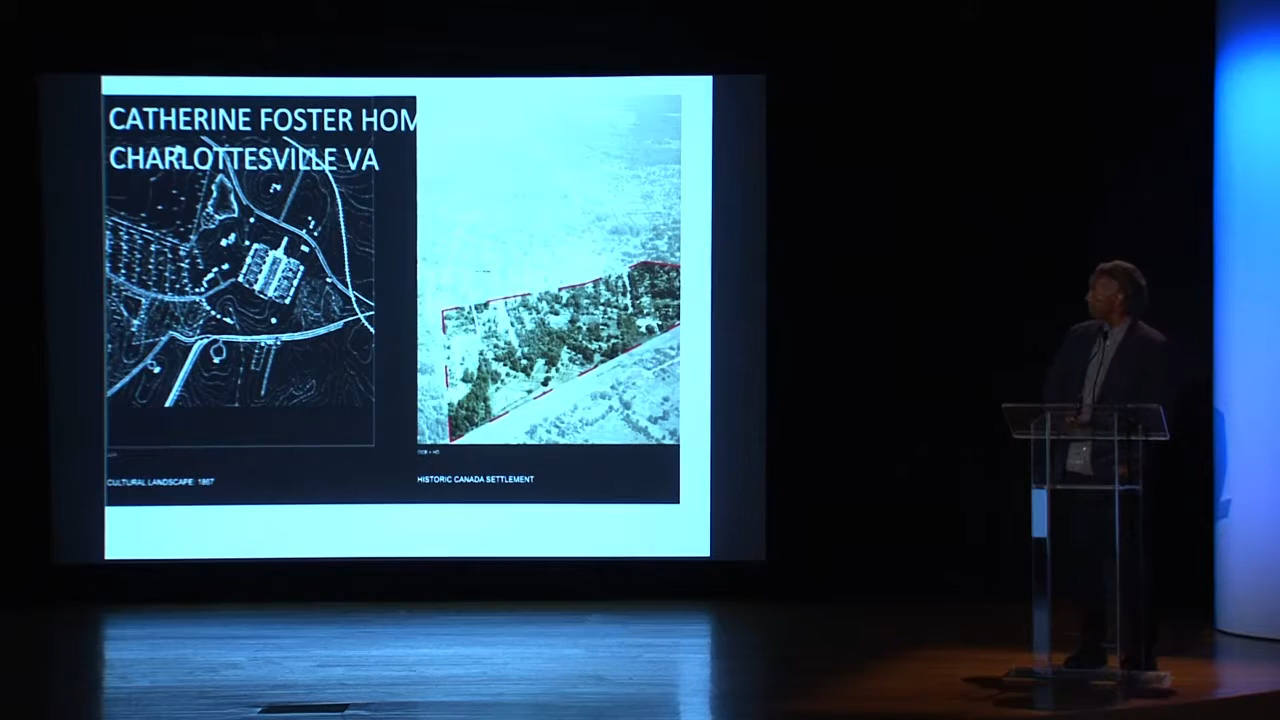 CATHERINE FOSTER HOM
CHARLOTTESVILLE VA
CULTURAL LANDSCAPE: 1867
HISTORIC CANADA SETTLEMENT